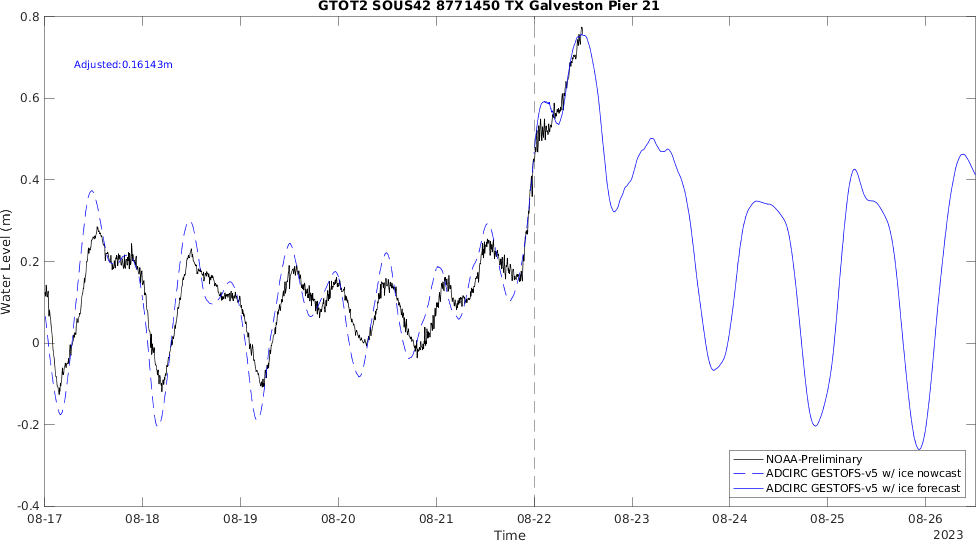 GTOT2 SOUS42 8771450 TX Galveston Pier 21
Adjusted:0.16143m
Water Level (m)
0.8
0.6
0.4
0.2
0
-0.2
-0.4
NOAA-Preliminary
ADCIRC GESTOFS-v5 w/ ice nowcast
ADCIRC GESTOFS-v5 w/ ice forecast
08-17 08-18 08-19 08-20 08-21 08-22 08-23 08-24 08-25 08-26
Time
2023